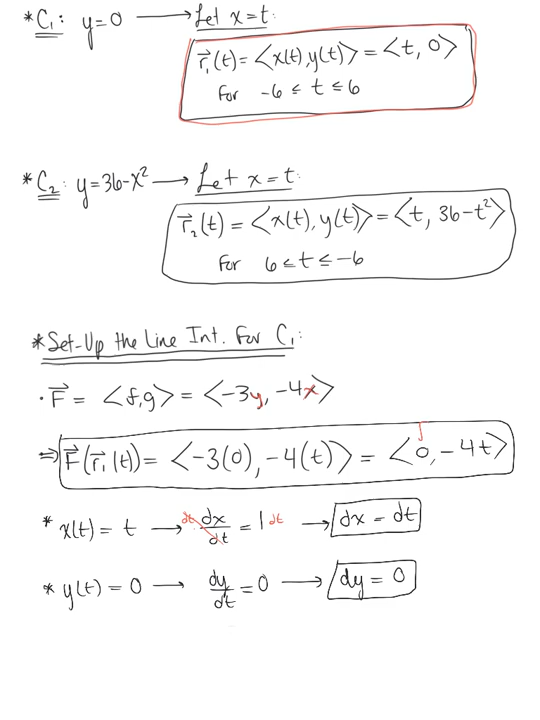 *C₁: y=0 → Let x=t:
r⃗₁(t)=⟨x(t),y(t)⟩=⟨t, 0⟩
For -6 ≤ t ≤ 6
*C₂: y=36-x² → Let x=t:
r⃗₂(t) = ⟨x(t), y(t)⟩=⟨t, 36-t²⟩
For 6 ≤ t ≤ -6
*Set-Up the Line Int. For C₁:
· F⃗ = ⟨f,g⟩ = ⟨-3y, -4x⟩
⇒ F⃗(r⃗₁(t)) = ⟨-3(0), -4(t)⟩ = ⟨0, -4t⟩
* x(t) = t → dt · dx/dt = 1 dt → dx = dt
* y(t) = 0 → dy/dt = 0 → dy = 0